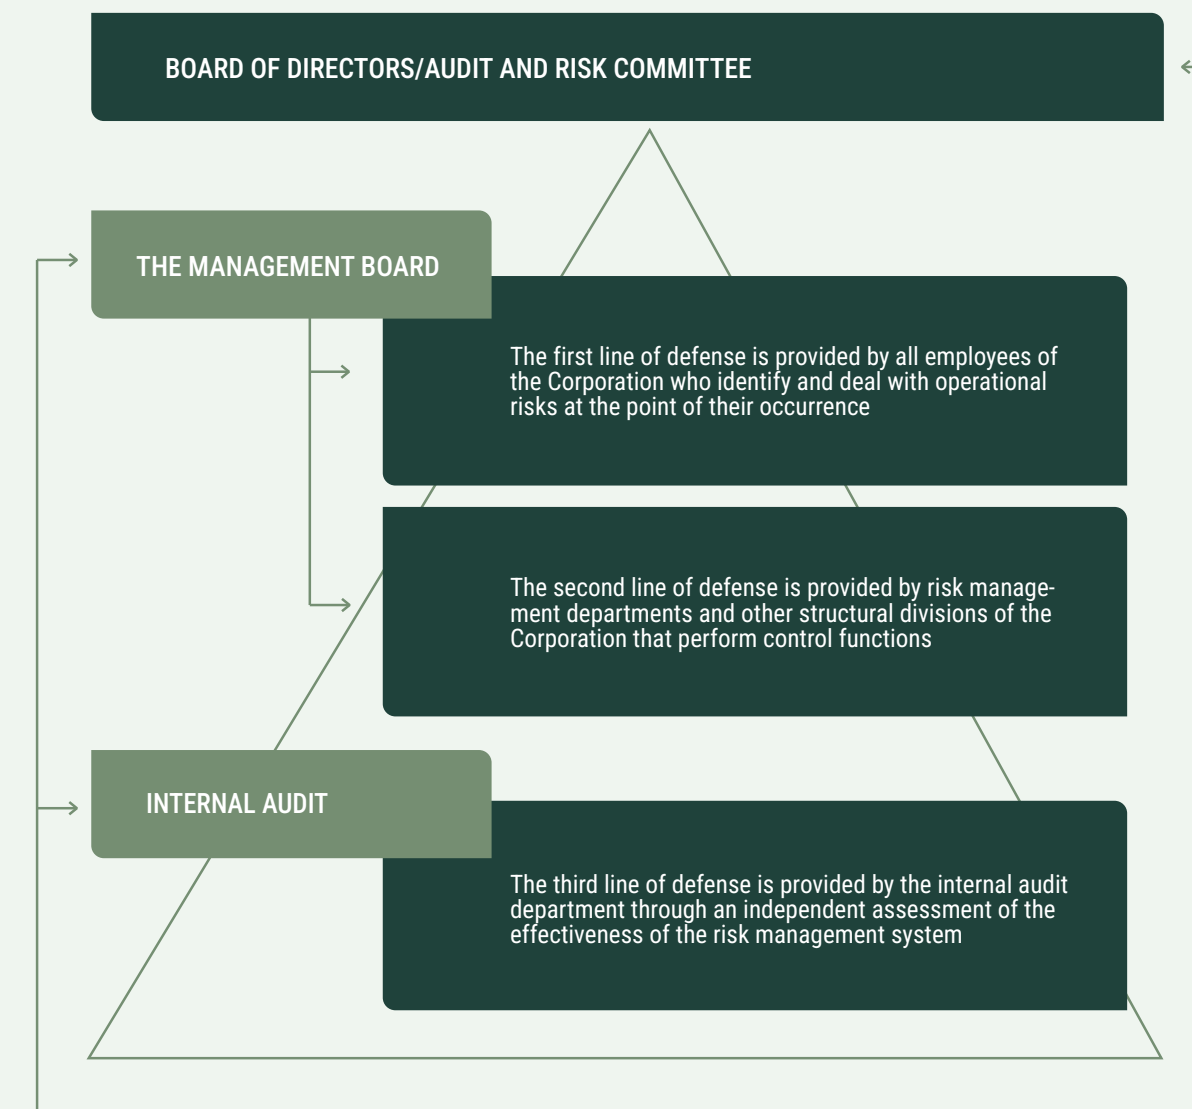 BOARD OF DIRECTORS/AUDIT AND RISK COMMITTEE
THE MANAGEMENT BOARD
The first line of defense is provided by all employees of
the Corporation who identify and deal with operational
risks at the point of their occurrence
The second line of defense is provided by risk manage-
ment departments and other structural divisions of the
Corporation that perform control functions
INTERNAL AUDIT
The third line of defense is provided by the internal audit
department through an independent assessment of the
effectiveness of the risk management system